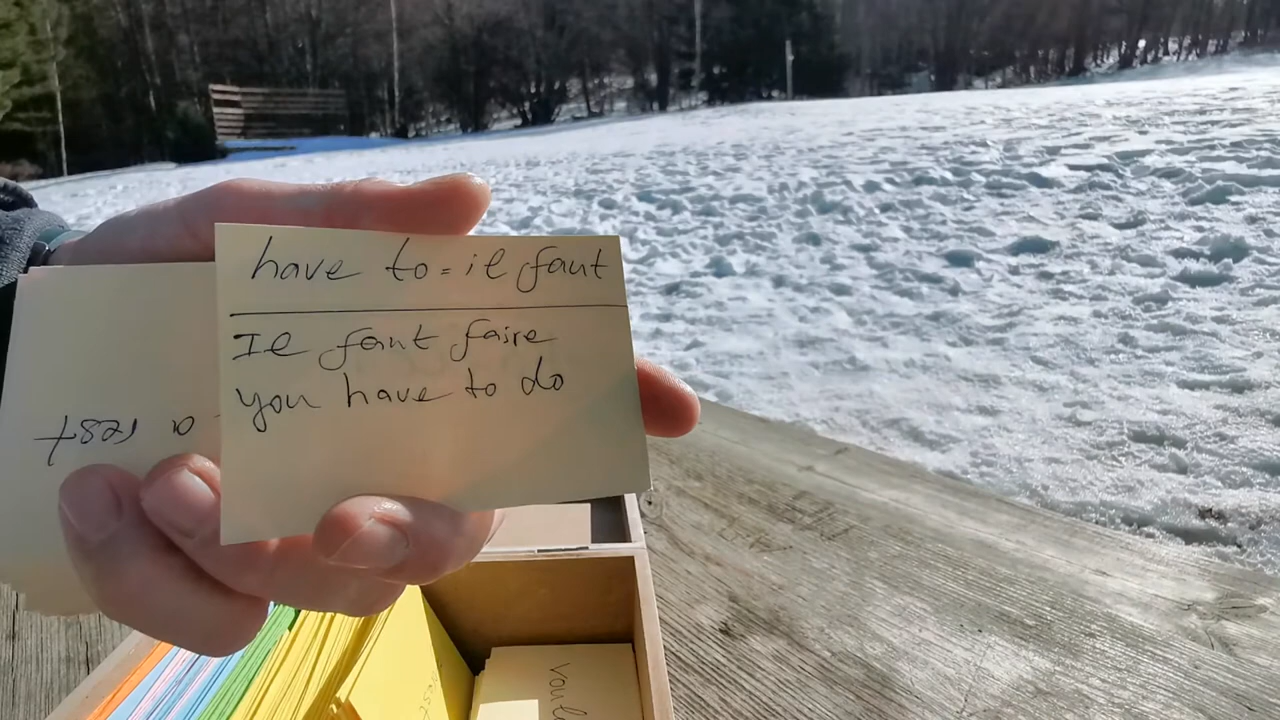 have to = il faut
Il faut faire
you have to do